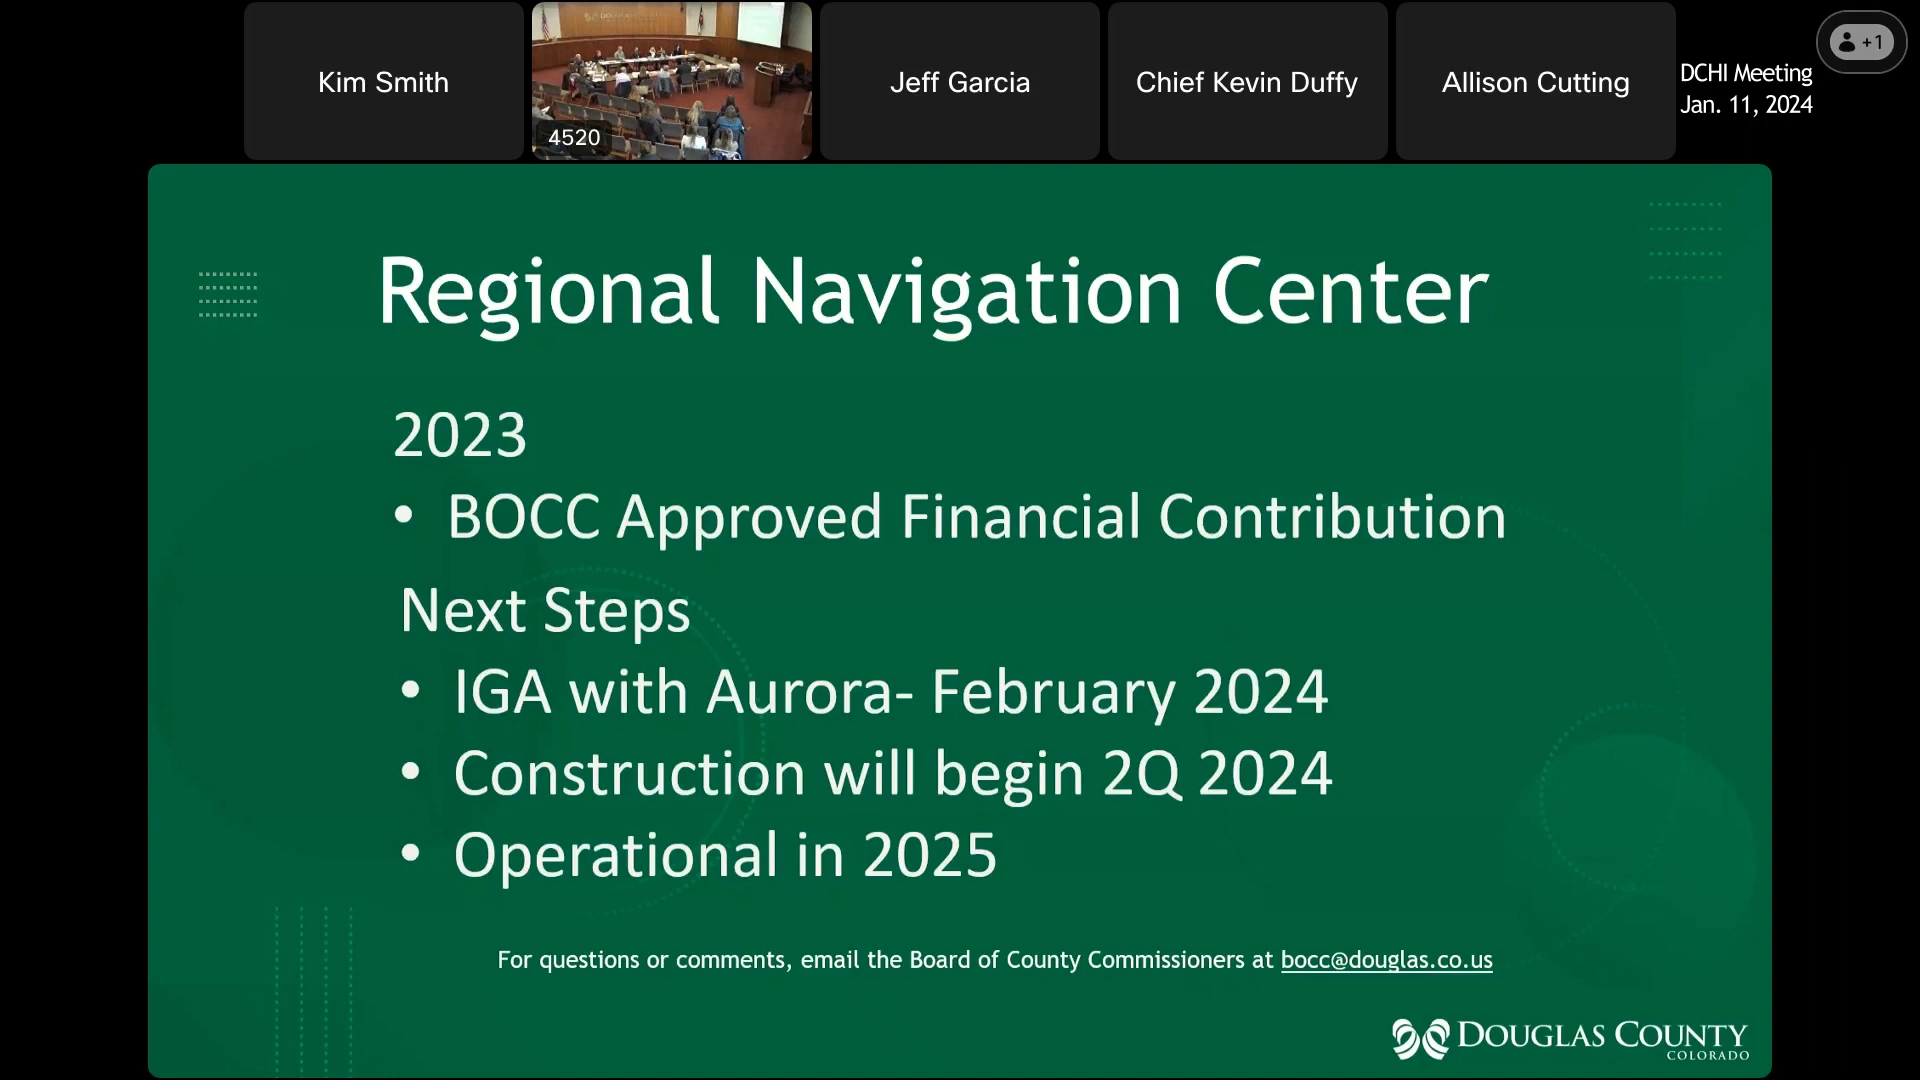 Kim Smith
4520
Jeff Garcia
Chief Kevin Duffy
Allison Cutting
DCHI Meeting
Jan. 11, 2024
+1
Regional Navigation Center
2023
• BOCC Approved Financial Contribution
Next Steps
• IGA with Aurora- February 2024
• Construction will begin 2Q 2024
• Operational in 2025
For questions or comments, email the Board of County Commissioners at bocc@douglas.co.us
DOUGLAS COUNTY
COLORADO